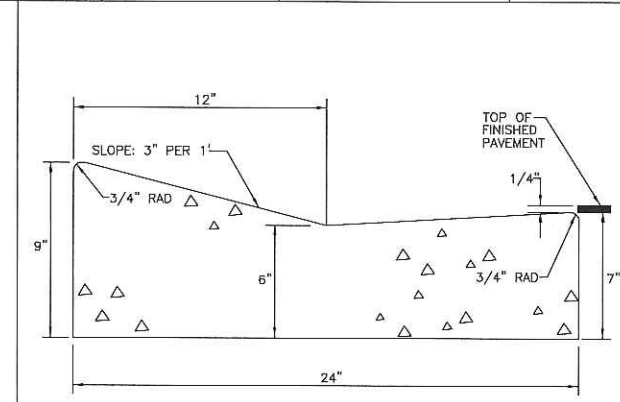 12"
TOP OF
FINISHED
PAVEMENT
SLOPE: 3" PER 1'
1/4"
3/4" RAD
9"
6"
3/4" RAD
7"
24"